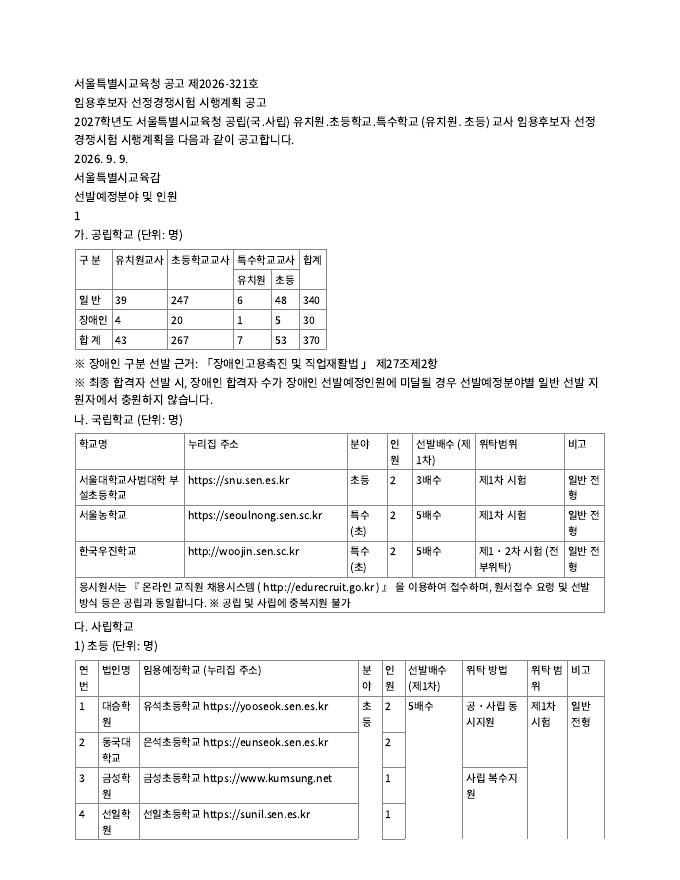 서울특별시교육청 공고 제2026-321호
임용후보자 선정경쟁시험 시행계획 공고
2027학년도 서울특별시교육청 공립(국.사립) 유치원.초등학교.특수학교 (유치원. 초등) 교사 임용후보자 선정
경쟁시험 시행계획을 다음과 같이 공고합니다.
2026. 9. 9.
서울특별시교육감
선발예정분야 및 인원
1
가. 공립학교 (단위: 명)
구 분 유치원교사 초등학교교사 특수학교교사 합계
유치원 초등
일 반 39 247 6 48 340
장애인 4 20 1 5 30
합 계 43 267 7 53 370
※ 장애인 구분 선발 근거: 「장애인고용촉진 및 직업재활법」 제27조제2항
※ 최종 합격자 선발 시, 장애인 합격자 수가 장애인 선발예정인원에 미달될 경우 선발예정분야별 일반 선발 지
원자에서 충원하지 않습니다.
나. 국립학교 (단위: 명)
학교명 누리집 주소 분야 인 선발배수 (제 위탁범위 비고
원 1차)
서울대학교사범대학 부 https://snu.sen.es.kr 초등 2 3배수 제1차 시험 일반 전
설초등학교 형
서울농학교 https://seoulnong.sen.sc.kr 특수 2 5배수 제1차 시험 일반 전
(초) 형
한국우진학교 http://woojin.sen.sc.kr 특수 2 5배수 제1・2차 시험 (전 일반 전
(초) 부위탁) 형
응시원서는 『 온라인 교직원 채용시스템 ( http://edurecruit.go.kr ) 』 을 이용하여 접수하며, 원서접수 요령 및 선발
방식 등은 공립과 동일합니다. ※ 공립 및 사립에 중복지원 불가
다. 사립학교
1) 초등 (단위: 명)
연 법인명 임용예정학교 (누리집 주소) 분 인 선발배수 위탁 방법 위탁 범 비고
번 야 원 (제1차) 위
1 대승학 유석초등학교 https://yooseok.sen.es.kr 초 2 5배수 공・사립 동 제1차 일반
원 등 시지원 시험 전형
2 동국대 은석초등학교 https://eunseok.sen.es.kr 2
학교
3 금성학 금성초등학교 https://www.kumsung.net 1 사립 복수지
원 원
4 선일학 선일초등학교 https://sunil.sen.es.kr 1
원